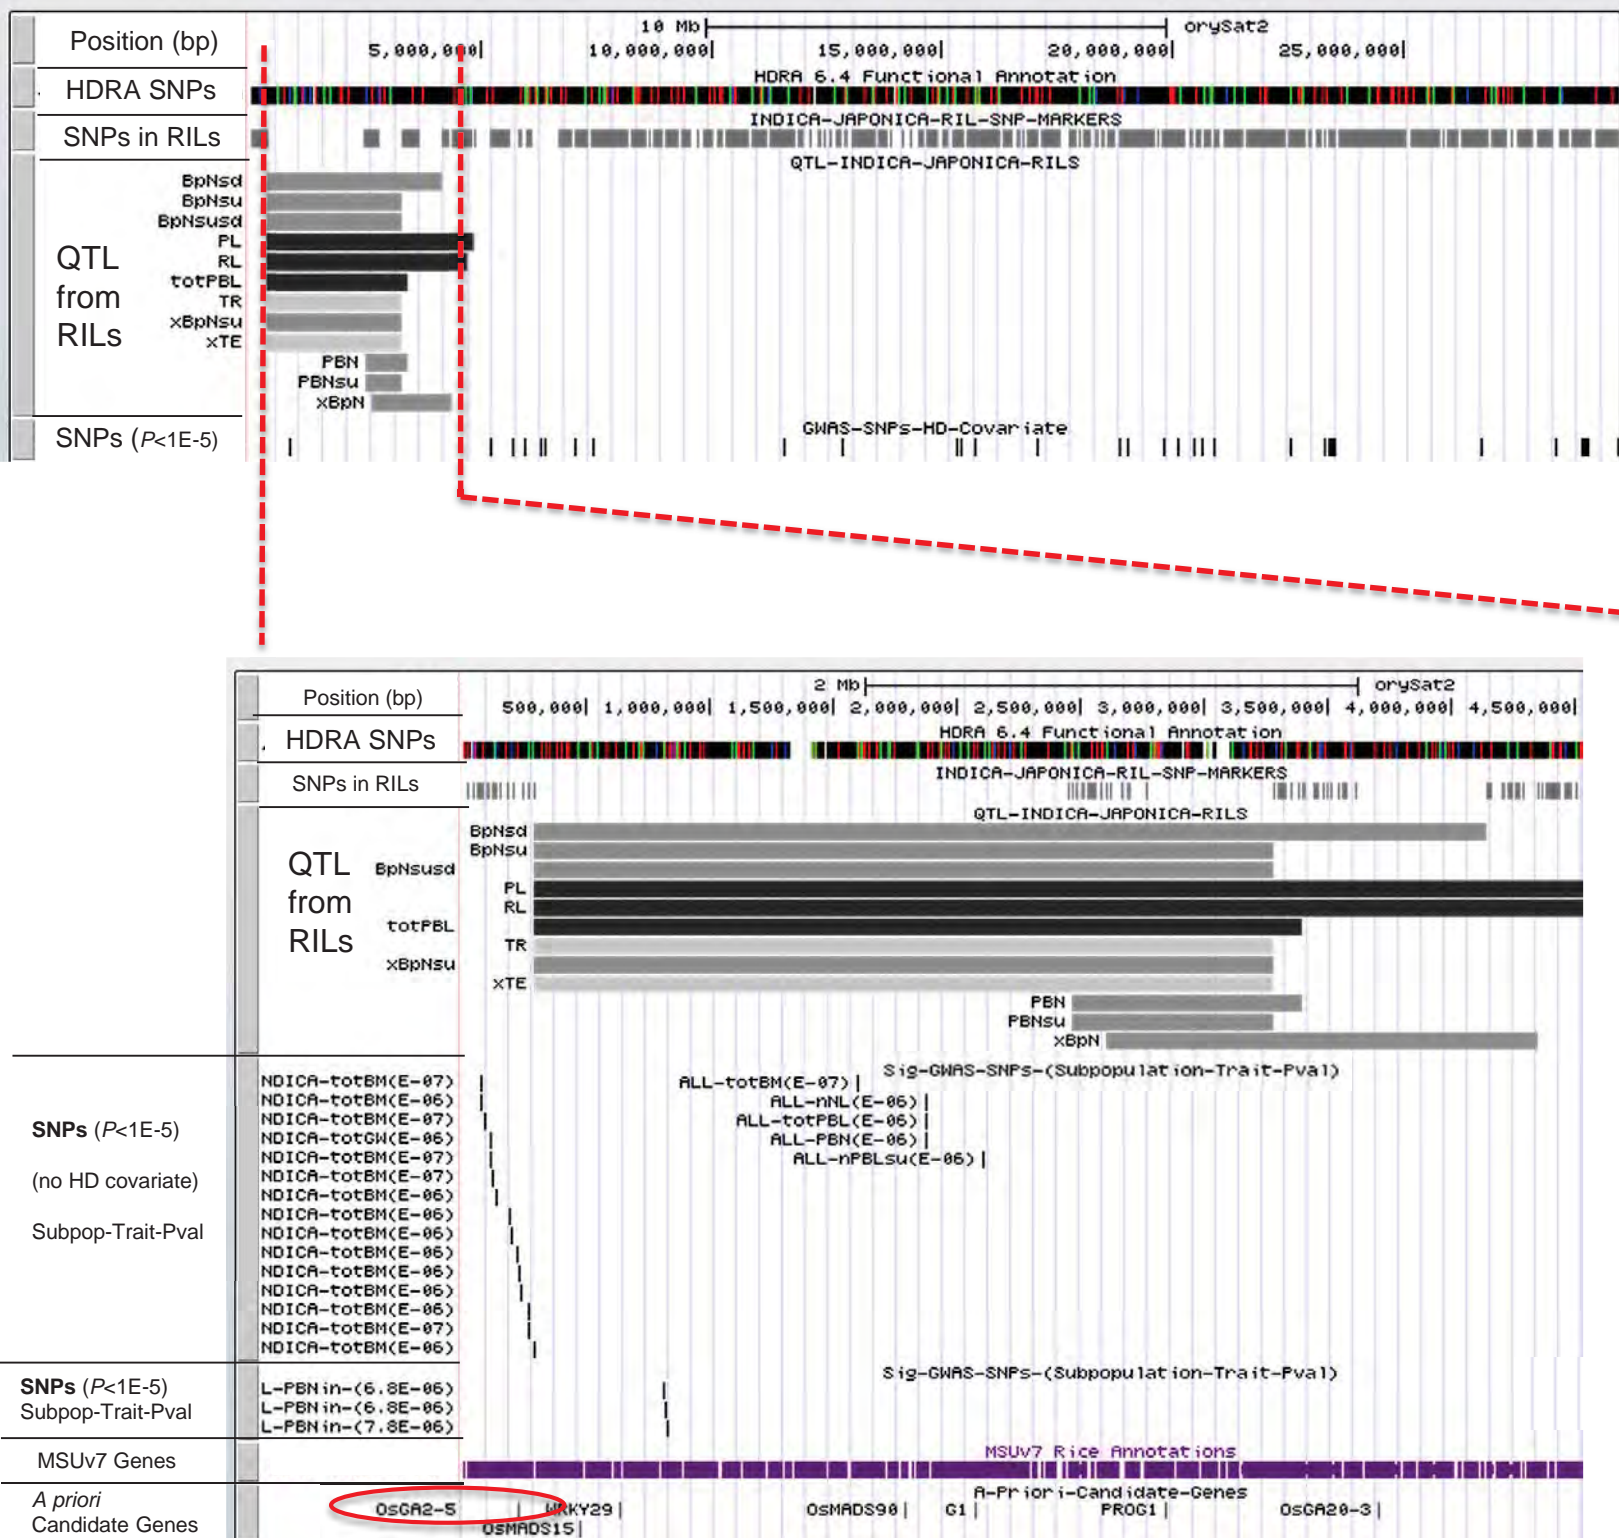 10 Mb orySat2
Position (bp) 5,000,000| 10,000,000| 15,000,000| 20,000,000| 25,000,000|
HDRA 6.4 Functional Annotation
HDRA SNPs
INDICA-JAPONICA-RIL-SNP-MARKERS
SNPs in RILs
QTL-INDICA-JAPONICA-RILS
QTL
from
RILs
BpNsd
BpNsu
BpNsusd
PL
RL
totPBL
TR
xBpNsu
xTE
PBN
PBNsu
xBpN
GWAS-SNPs-HD-Covariate
SNPs (P<1E-5)
2 Mb orySat2
Position (bp)
500,000| 1,000,000| 1,500,000| 2,000,000| 2,500,000| 3,000,000| 3,500,000| 4,000,000| 4,500,000|
HDRA 6.4 Functional Annotation
HDRA SNPs
INDICA-JAPONICA-RIL-SNP-MARKERS
SNPs in RILs
QTL-INDICA-JAPONICA-RILS
QTL
from
RILs
BpNsd
BpNsu
BpNsusd
PL
RL
totPBL
TR
xBpNsu
xTE
PBN
PBNsu
xBpN
Sig-GWAS-SNPs-(Subpopulation-Trait-Pval)
SNPs (P<1E-5)
(no HD covariate)
Subpop-Trait-Pval
NDICA-totBM(E-07) ALL-totBM(E-07)
NDICA-totBM(E-06) ALL-nNL(E-06)
NDICA-totBM(E-07) ALL-totPBL(E-06)
NDICA-totGW(E-06) ALL-PBN(E-06)
NDICA-totBM(E-07) ALL-nPBLsu(E-06)
NDICA-totBM(E-07)
NDICA-totBM(E-06)
NDICA-totBM(E-06)
NDICA-totBM(E-06)
NDICA-totBM(E-06)
NDICA-totBM(E-06)
NDICA-totBM(E-06)
NDICA-totBM(E-06)
NDICA-totBM(E-07)
NDICA-totBM(E-06)
Sig-GWAS-SNPs-(Subpopulation-Trait-Pval)
SNPs (P<1E-5)
Subpop-Trait-Pval
L-PBNin-(6.8E-06)
L-PBNin-(6.8E-06)
L-PBNin-(7.8E-06)
MSUv7 Rice Annotations
MSUv7 Genes
A-Priori-Candidate-Genes
A priori
Candidate Genes
OsGA2-5 WRKY29 OsMADS90 G1 PROG1 OsGA20-3
OsMADS15